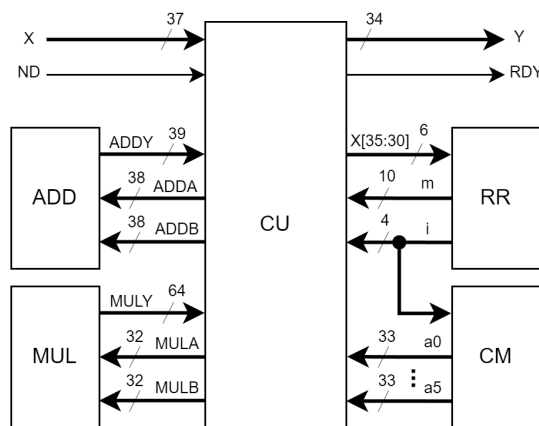 X 37 34 Y
ND RDY
ADDY 39 X[35:30] 6
38 ADDA 10 m
ADD CU RR
38 ADDB 4 i
MULY 64
32 MULA 33 a0
MUL CM
32 MULB 33 a5